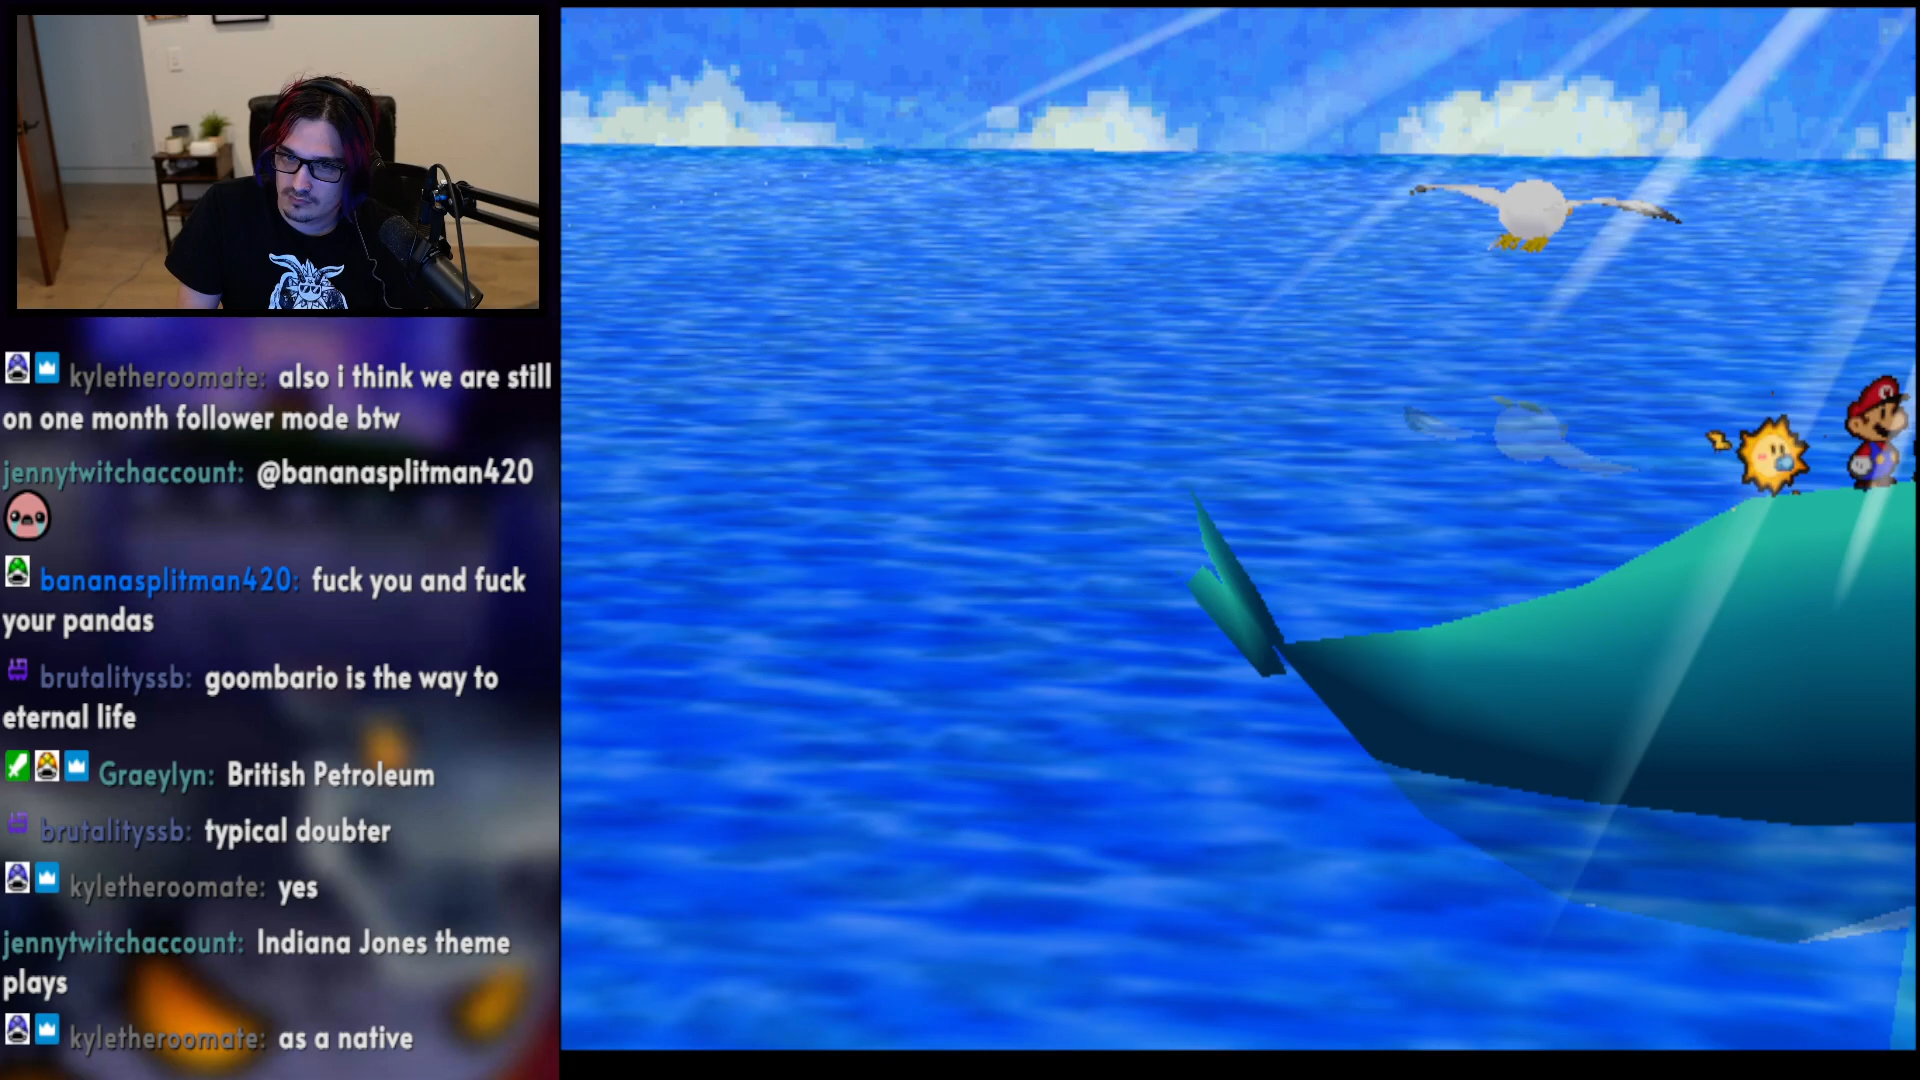 kyletheroomate: also i think we are still
on one month follower mode btw
jennytwitchaccount: @bananasplitman420
bananasplitman420: fuck you and fuck
your pandas
brutalityssb: goombario is the way to
eternal life
Graeylyn: British Petroleum
brutalityssb: typical doubter
kyletheroomate: yes
jennytwitchaccount: Indiana Jones theme
plays
kyletheroomate: as a native